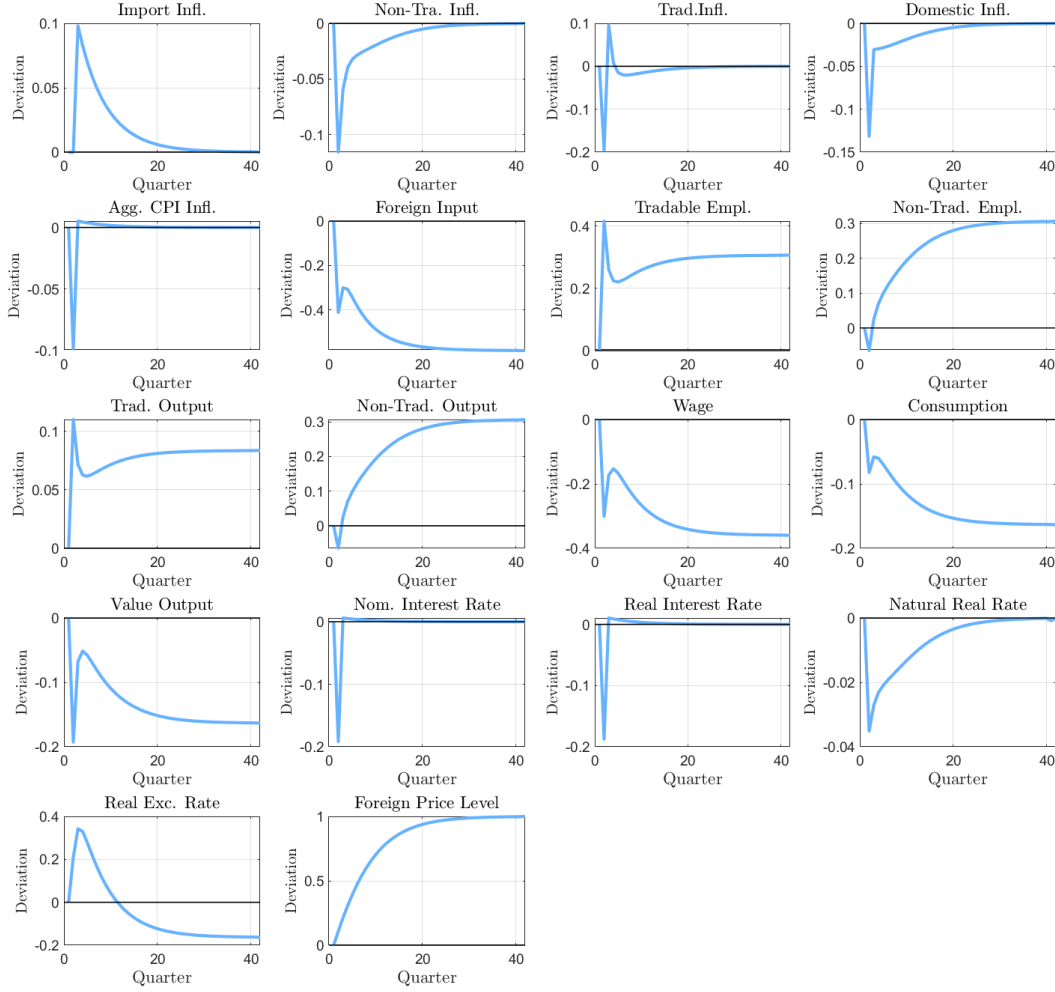 Import Infl.
Deviation
0.1
0.05
0
0 20 40
Quarter
Non-Tra. Infl.
Deviation
0
-0.05
-0.1
0 20 40
Quarter
Trad.Infl.
Deviation
0.1
0
-0.1
-0.2
0 20 40
Quarter
Domestic Infl.
Deviation
0
-0.05
-0.1
-0.15
0 20 40
Quarter
Agg. CPI Infl.
Deviation
0
-0.05
-0.1
0 20 40
Quarter
Foreign Input
Deviation
0
-0.2
-0.4
0 20 40
Quarter
Tradable Empl.
Deviation
0.4
0.2
0
0 20 40
Quarter
Non-Trad. Empl.
Deviation
0.3
0.2
0.1
0
0 20 40
Quarter
Trad. Output
Deviation
0.1
0.05
0
0 20 40
Quarter
Non-Trad. Output
Deviation
0.3
0.2
0.1
0
0 20 40
Quarter
Wage
Deviation
0
-0.2
-0.4
0 20 40
Quarter
Consumption
Deviation
0
-0.1
-0.2
0 20 40
Quarter
Value Output
Deviation
0
-0.1
-0.2
0 20 40
Quarter
Nom. Interest Rate
Deviation
0
-0.1
-0.2
0 20 40
Quarter
Real Interest Rate
Deviation
0
-0.1
-0.2
0 20 40
Quarter
Natural Real Rate
Deviation
0
-0.02
-0.04
0 20 40
Quarter
Real Exc. Rate
Deviation
0.4
0.2
0
-0.2
0 20 40
Quarter
Foreign Price Level
Deviation
1
0.5
0
0 20 40
Quarter